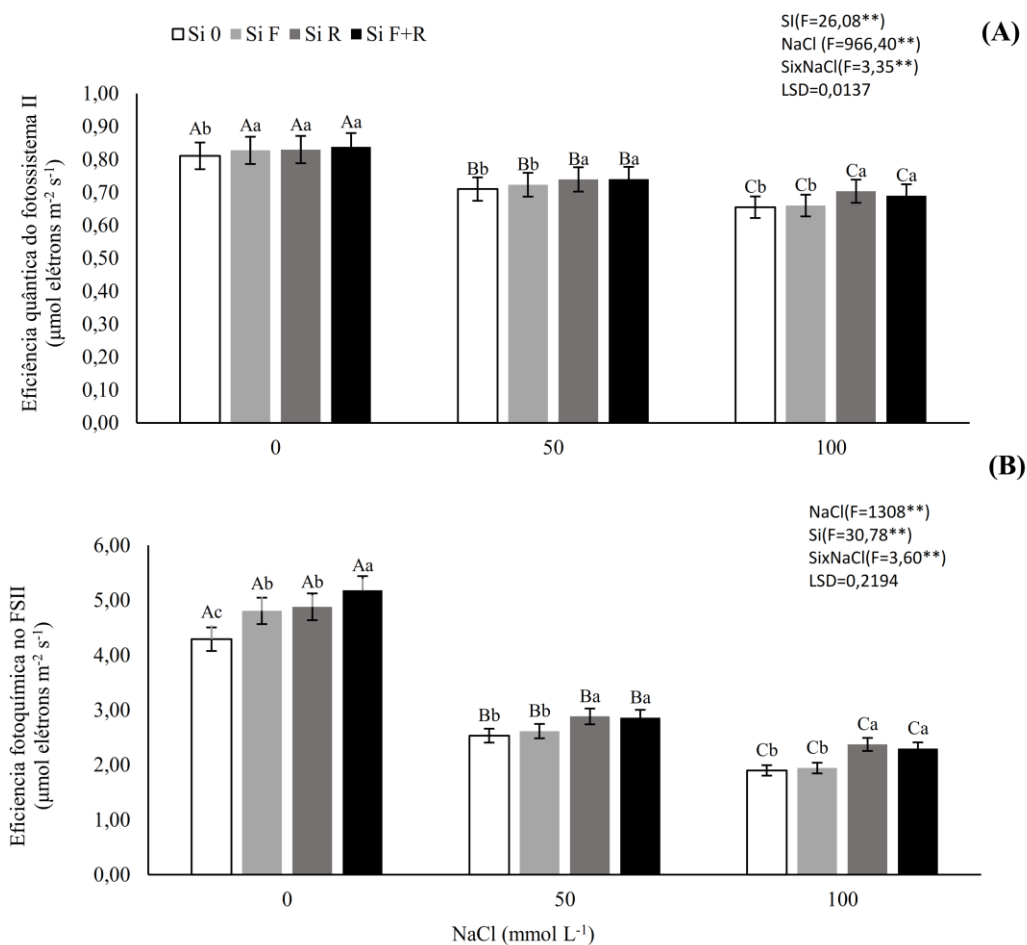 Si 0 Si F Si R Si F+R
SI(F=26,08**)
NaCl (F=966,40**)
SixNaCl(F=3,35**)
LSD=0,0137
(A)
Eficiência quântica do fotossistema II
(µmol elétrons m⁻² s⁻¹)
1,00
0,90
0,80
0,70
0,60
0,50
0,40
0,30
0,20
0,10
0,00
Ab Aa Aa Aa
Bb Bb Ba Ba
Cb Cb Ca Ca
0 50 100
(B)
NaCl(F=1308**)
Si(F=30,78**)
SixNaCl(F=3,60**)
LSD=0,2194
Eficiencia fotoquímica no FSII
(µmol elétrons m⁻² s⁻¹)
6,00
5,00
4,00
3,00
2,00
1,00
0,00
Ac Ab Ab Aa
Bb Bb Ba Ba
Cb Cb Ca Ca
0 50 100
NaCl (mmol L⁻¹)